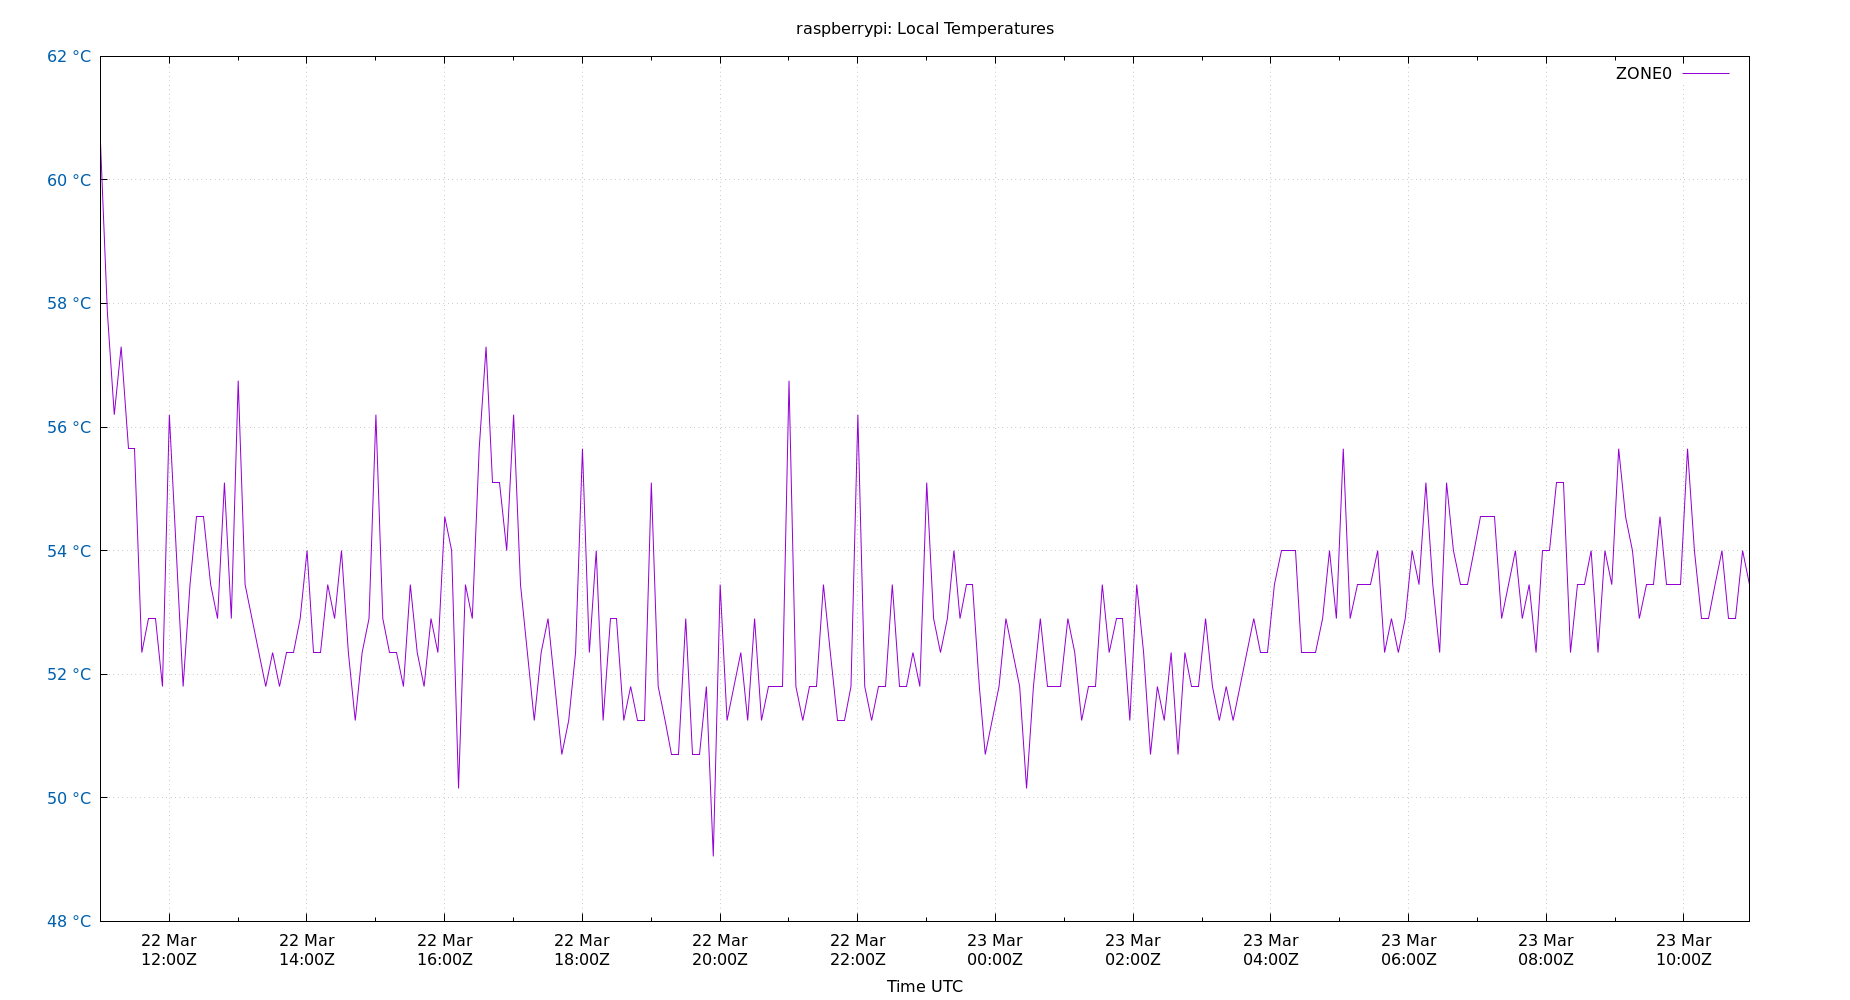 raspberrypi: Local Temperatures
ZONE0
62 °C
60 °C
58 °C
56 °C
54 °C
52 °C
50 °C
48 °C
22 Mar 22 Mar 22 Mar 22 Mar 22 Mar 22 Mar 23 Mar 23 Mar 23 Mar 23 Mar 23 Mar 23 Mar
12:00Z 14:00Z 16:00Z 18:00Z 20:00Z 22:00Z 00:00Z 02:00Z 04:00Z 06:00Z 08:00Z 10:00Z
Time UTC